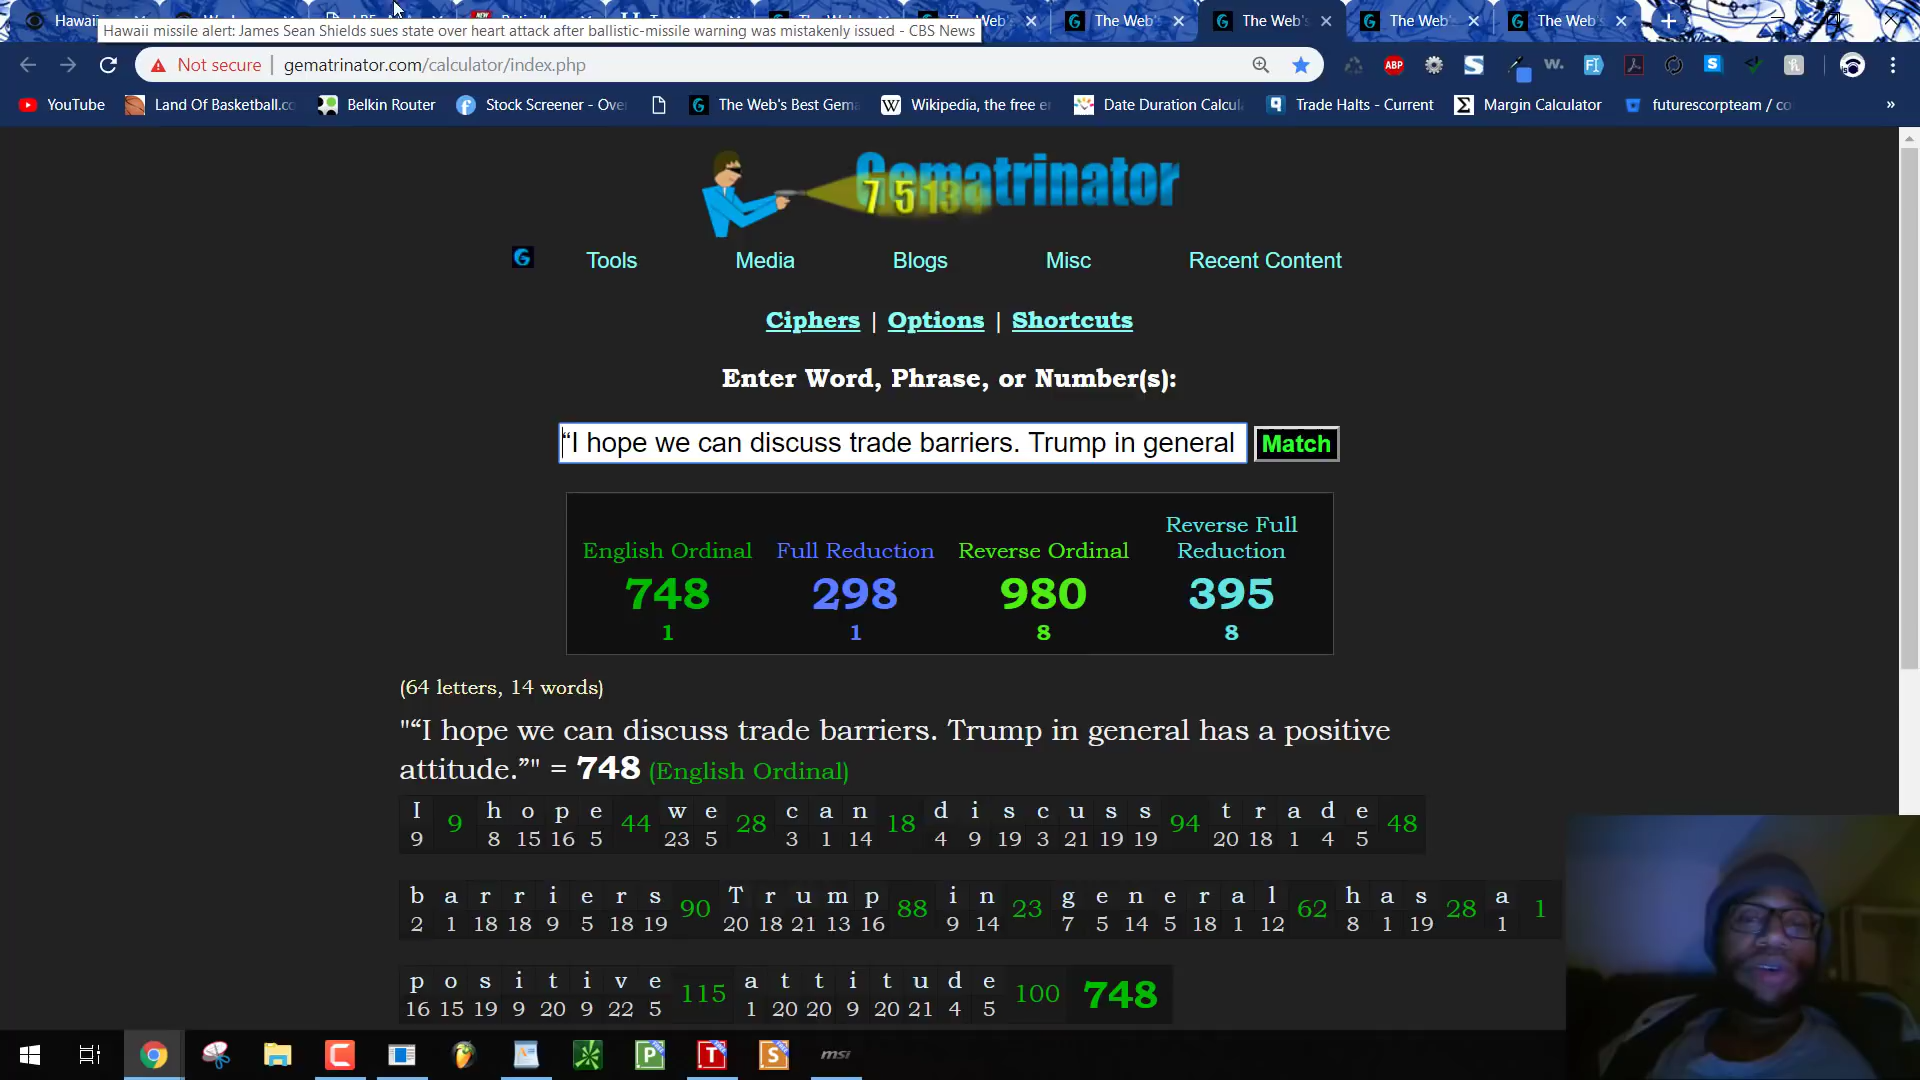 Hawaii
The Web's
The Web
The Web's
The Web
The Web's
Hawaii missile alert: James Sean Shields sues state over heart attack after ballistic-missile warning was mistakenly issued - CBS News
Not secure | gematrinator.com/calculator/index.php
ABP
YouTube Land Of Basketball.co Belkin Router Stock Screener - Over The Web's Best Gema Wikipedia, the free e Date Duration Calcul Trade Halts - Current Margin Calculator futurescorpteam / co »
Gematrinator
7 5 13
G Tools Media Blogs Misc Recent Content
Ciphers | Options | Shortcuts
Enter Word, Phrase, or Number(s):
“I hope we can discuss trade barriers. Trump in general Match
English Ordinal Full Reduction Reverse Ordinal Reverse Full Reduction
748 298 980 395
1 1 8 8
(64 letters, 14 words)
"“I hope we can discuss trade barriers. Trump in general has a positive
attitude.”" = 748 (English Ordinal)
I 9 h o p e 44 w e 28 c a n 18 d i s c u s s 94 t r a d e 48
9 8 15 16 5 23 5 3 1 14 4 9 19 3 21 19 19 20 18 1 4 5
b a r r i e r s 90 T r u m p 88 i n 23 g e n e r a l 62 h a s 28 a 1
2 1 18 18 9 5 18 19 20 18 21 13 16 9 14 7 5 14 5 18 1 12 8 1 19 1
p o s i t i v e 115 a t t i t u d e 100 748
16 15 19 9 20 9 22 5 1 20 20 9 20 21 4 5
P T S msi